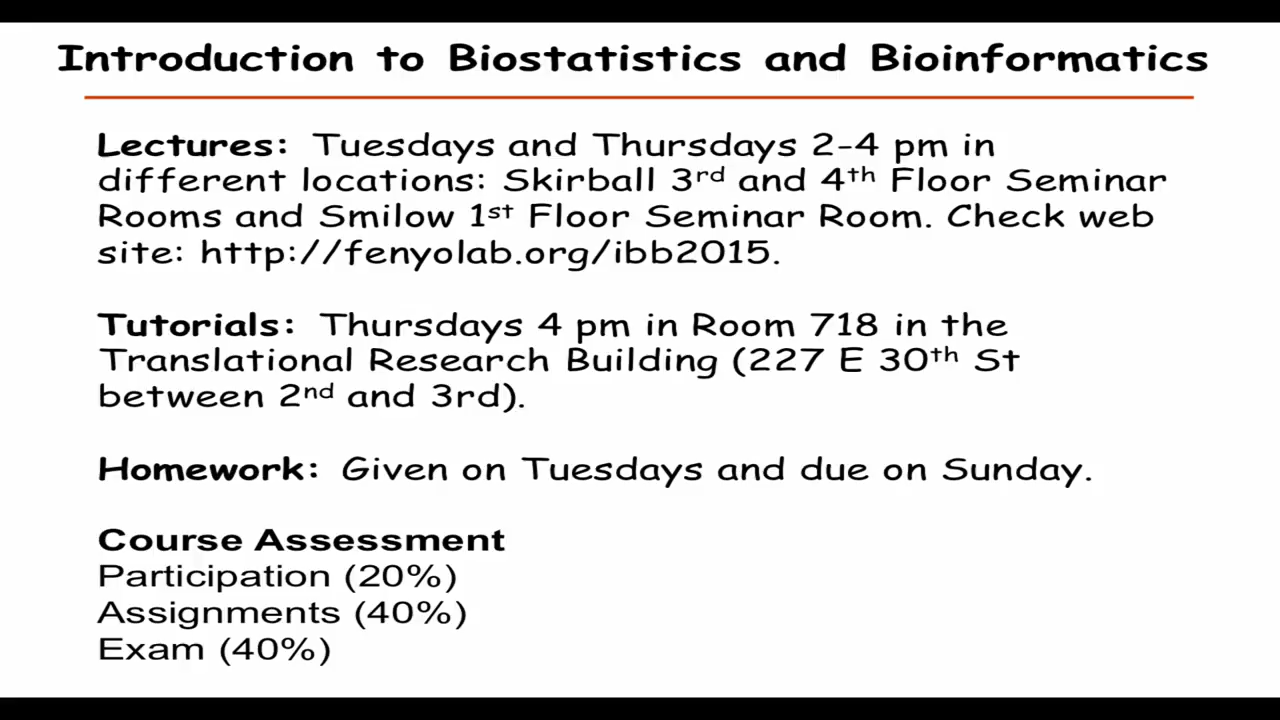 Introduction to Biostatistics and Bioinformatics
Lectures: Tuesdays and Thursdays 2-4 pm in
different locations: Skirball 3rd and 4th Floor Seminar
Rooms and Smilow 1st Floor Seminar Room. Check web
site: http://fenyolab.org/ibb2015.
Tutorials: Thursdays 4 pm in Room 718 in the
Translational Research Building (227 E 30th St
between 2nd and 3rd).
Homework: Given on Tuesdays and due on Sunday.
Course Assessment
Participation (20%)
Assignments (40%)
Exam (40%)